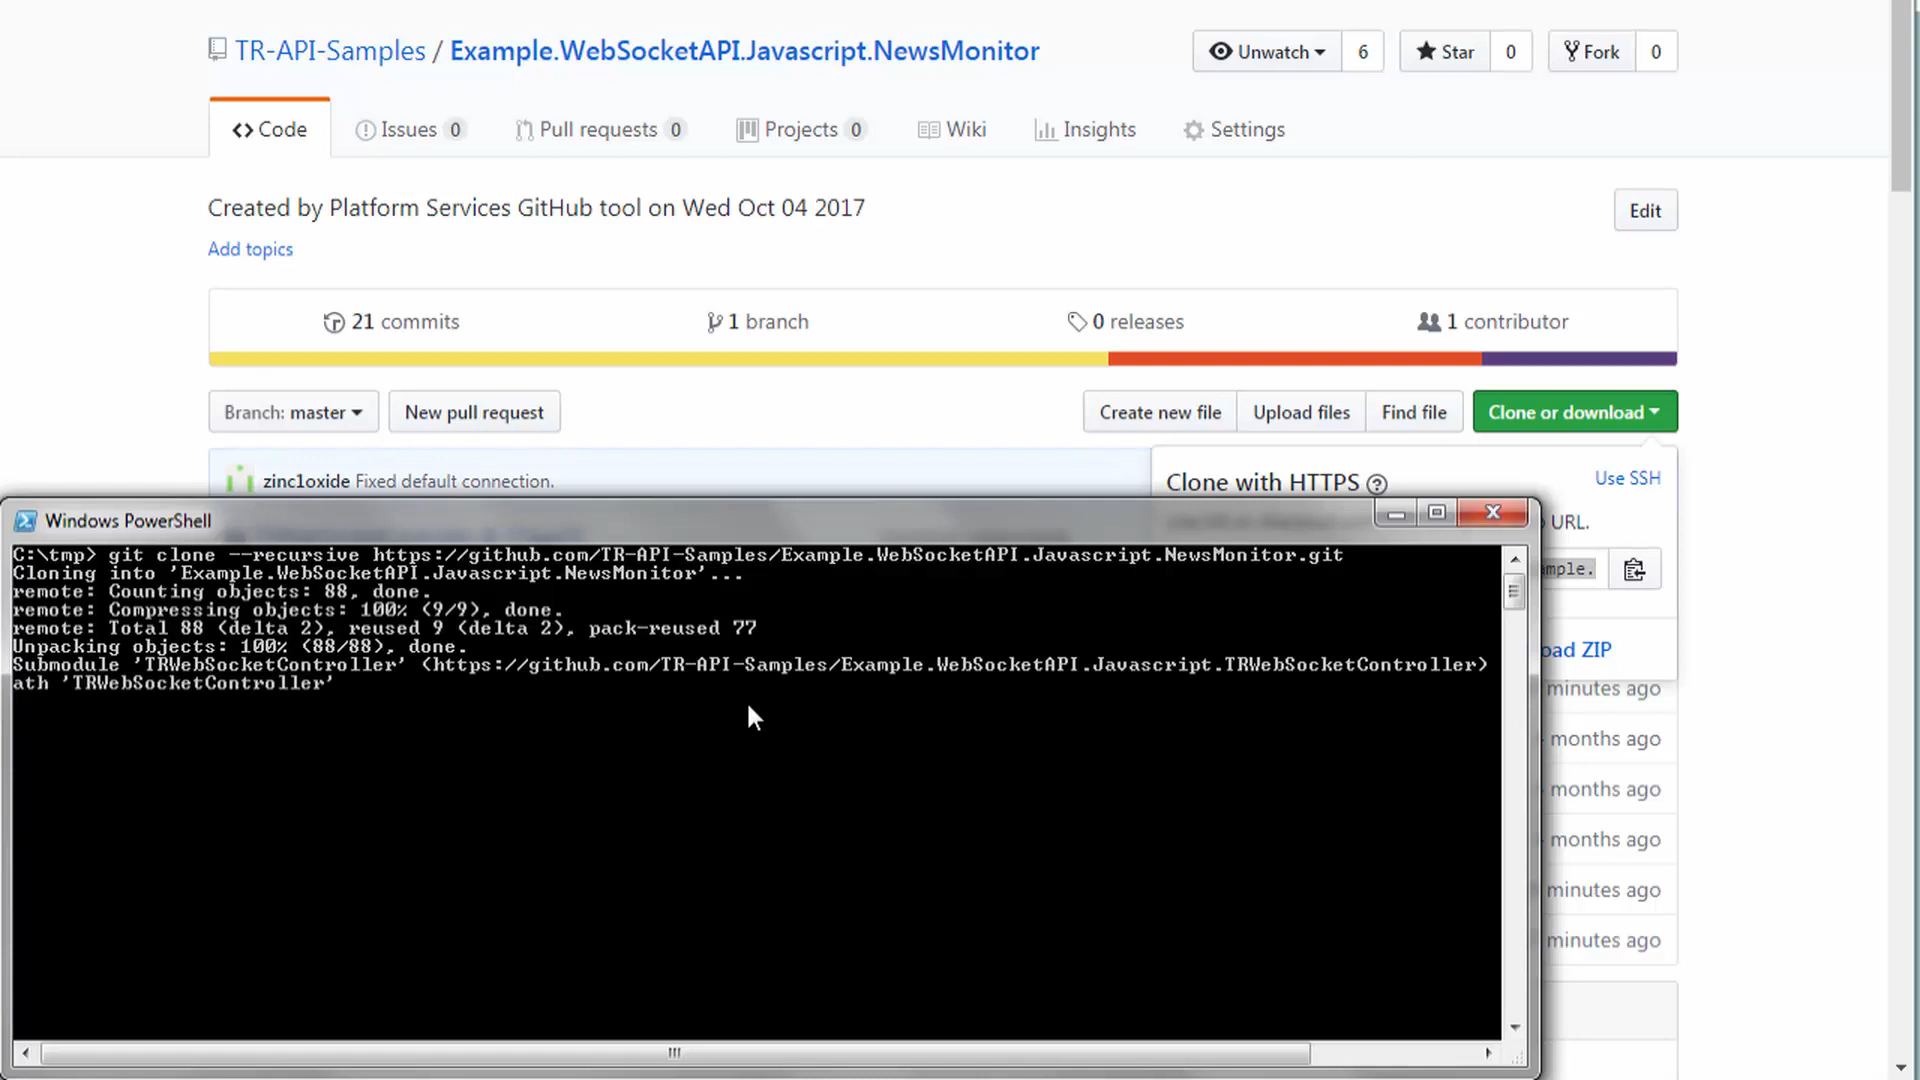 TR-API-Samples / Example.WebSocketAPI.Javascript.NewsMonitor
Unwatch 6 Star 0 Fork 0
Code Issues 0 Pull requests 0 Projects 0 Wiki Insights Settings
Created by Platform Services GitHub tool on Wed Oct 04 2017
Edit
Add topics
21 commits 1 branch 0 releases 1 contributor
Branch: master New pull request Create new file Upload files Find file Clone or download
zinc1oxide Fixed default connection.
Clone with HTTPS ? Use SSH
URL.
ample.
oad ZIP
minutes ago
months ago
months ago
months ago
minutes ago
minutes ago
Windows PowerShell
C:\tmp> git clone --recursive https://github.com/TR-API-Samples/Example.WebSocketAPI.Javascript.NewsMonitor.git
Cloning into 'Example.WebSocketAPI.Javascript.NewsMonitor'...
remote: Counting objects: 88, done.
remote: Compressing objects: 100% (9/9), done.
remote: Total 88 (delta 2), reused 9 (delta 2), pack-reused 77
Unpacking objects: 100% (88/88), done.
Submodule 'TRWebSocketController' (https://github.com/TR-API-Samples/Example.WebSocketAPI.Javascript.TRWebSocketController)
ath 'TRWebSocketController'